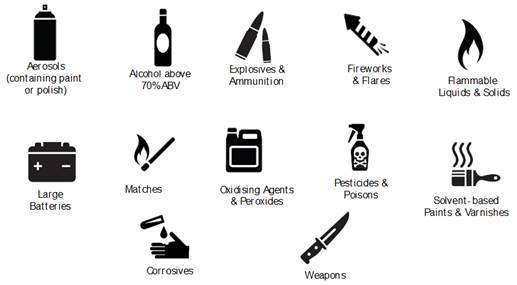 Aerosols
(containing paint
or polish)
Alcohol above
70%ABV
Explosives &
Ammunition
Fireworks
& Flares
Flammable
Liquids & Solids
Large
Batteries
Matches
Oxidising Agents
& Peroxides
Pesticides &
Poisons
Solvent-based
Paints & Varnishes
Corrosives
Weapons